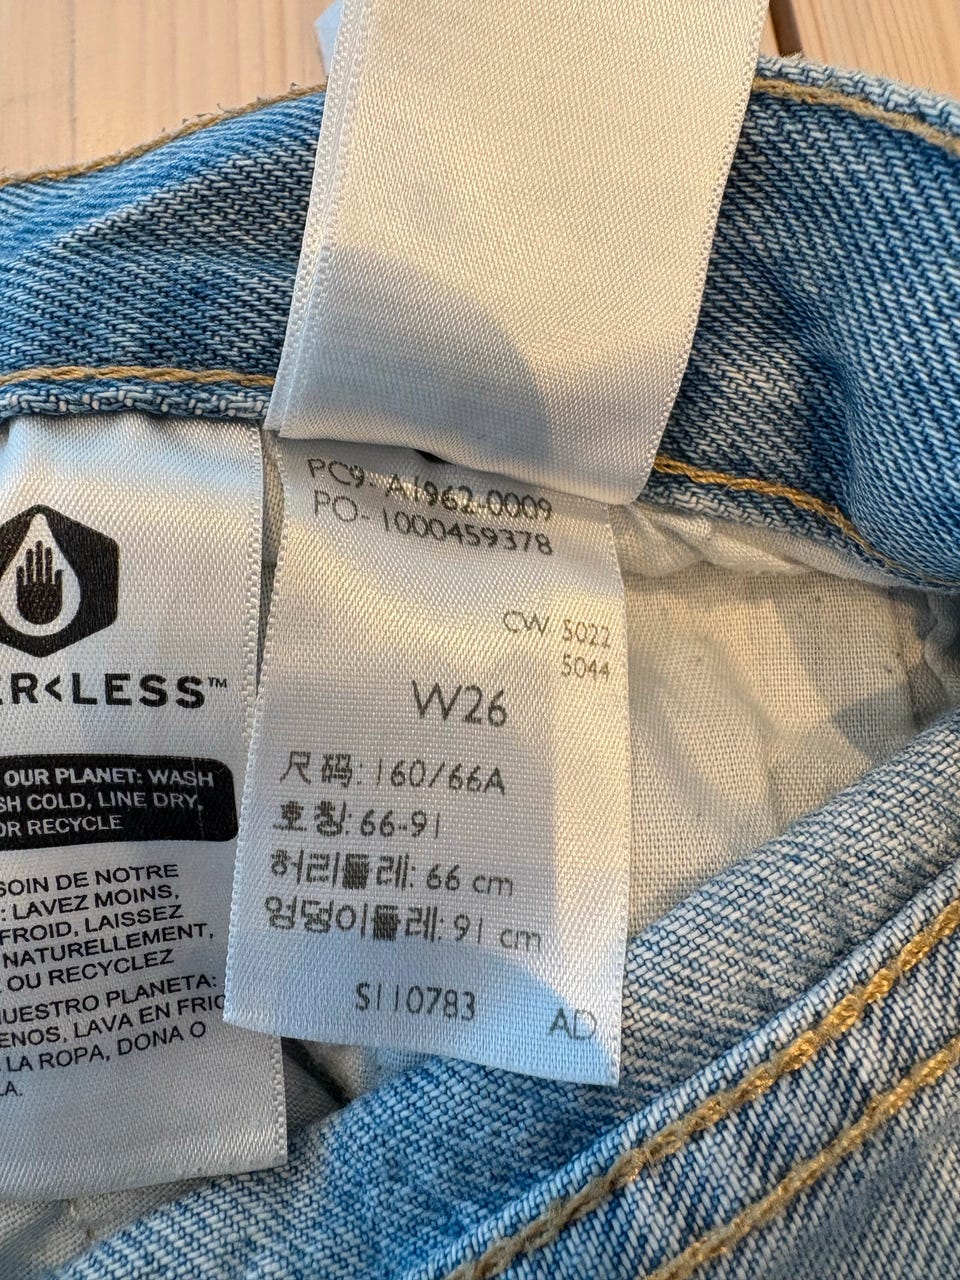 PC9- A1962-0009
PO- 1000459378
CW 5022
5044
W26
尺码: 160/66A
호칭: 66-91
허리둘레: 66 cm
엉덩이둘레: 91 cm
S110783
AD
R<LESS™
OUR PLANET: WASH
SH COLD, LINE DRY,
OR RECYCLE
SOIN DE NOTRE
: LAVEZ MOINS,
FROID, LAISSEZ
NATURELLEMENT,
OU RECYCLEZ
NUESTRO PLANETA:
ENOS, LAVA EN FRIO
LA ROPA, DONA O
LA.